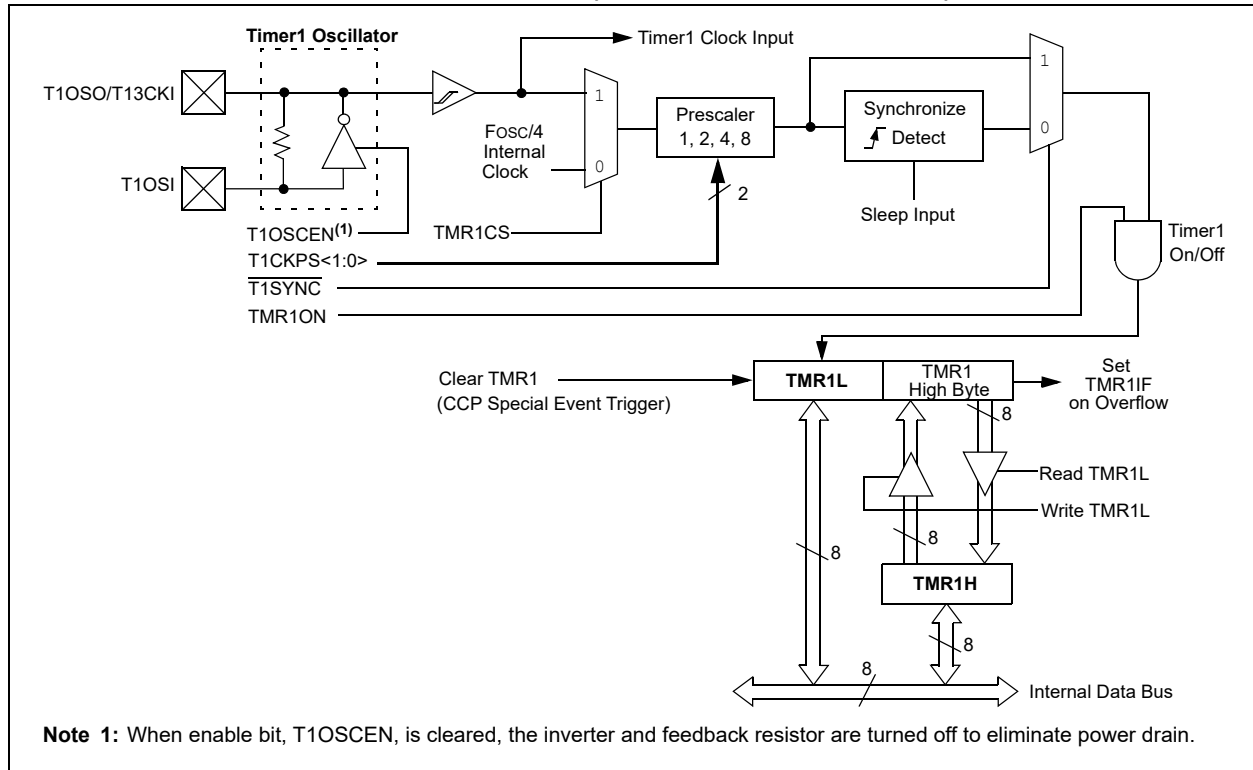 Timer1 Oscillator
Timer1 Clock Input
T1OSO/T13CKI
1
1
Prescaler
1, 2, 4, 8
Synchronize
Detect
FOSC/4
Internal
Clock
0
0
T1OSI
2
Sleep Input
T1OSCEN(1)
TMR1CS
Timer1
On/Off
T1CKPS<1:0>
T1SYNC
TMR1ON
Clear TMR1
(CCP Special Event Trigger)
TMR1L
TMR1
High Byte
Set
TMR1IF
on Overflow
8
Read TMR1L
Write TMR1L
8
8
TMR1H
8
8
Internal Data Bus
Note 1: When enable bit, T1OSCEN, is cleared, the inverter and feedback resistor are turned off to eliminate power drain.